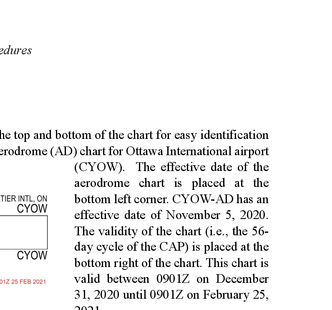 edures
he top and bottom of the chart for easy identification
erodrome (AD) chart for Ottawa International airport
(CYOW). The effective date of the
aerodrome chart is placed at the
bottom left corner. CYOW-AD has an
effective date of November 5, 2020.
The validity of the chart (i.e., the 56-
day cycle of the CAP) is placed at the
bottom right of the chart. This chart is
valid between 0901Z on December
31, 2020 until 0901Z on February 25,
2021.
TIER INTL, ON
CYOW
CYOW
01Z 25 FEB 2021